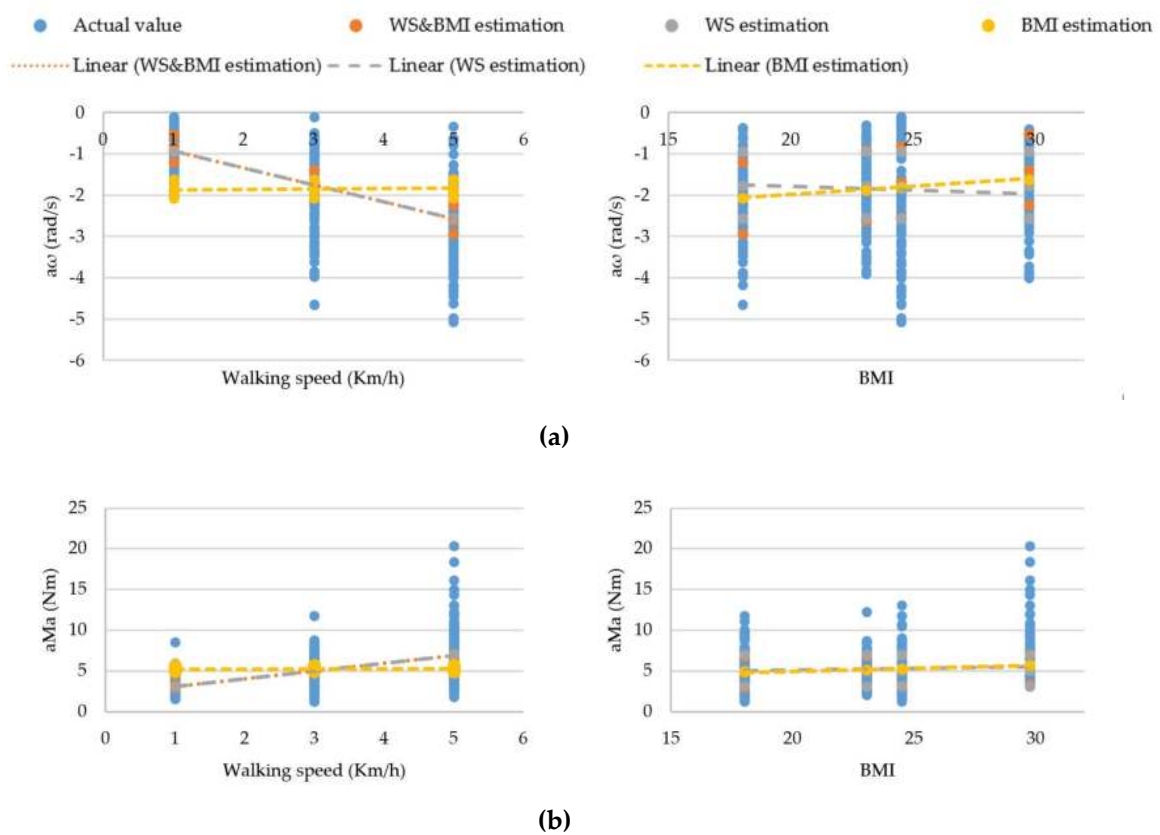 Actual value WS&BMI estimation WS estimation BMI estimation
Linear (WS&BMI estimation) Linear (WS estimation) Linear (BMI estimation)
0
-1
-2
-3
-4
-5
-6
0 1 2 3 4 5 6
aω (rad/s)
Walking speed (Km/h)
0
-1
-2
-3
-4
-5
-6
15 20 25 30
aω (rad/s)
BMI
(a)
25
20
15
10
5
0
0 1 2 3 4 5 6
aMa (Nm)
Walking speed (Km/h)
25
20
15
10
5
0
15 20 25 30
aMa (Nm)
BMI
(b)